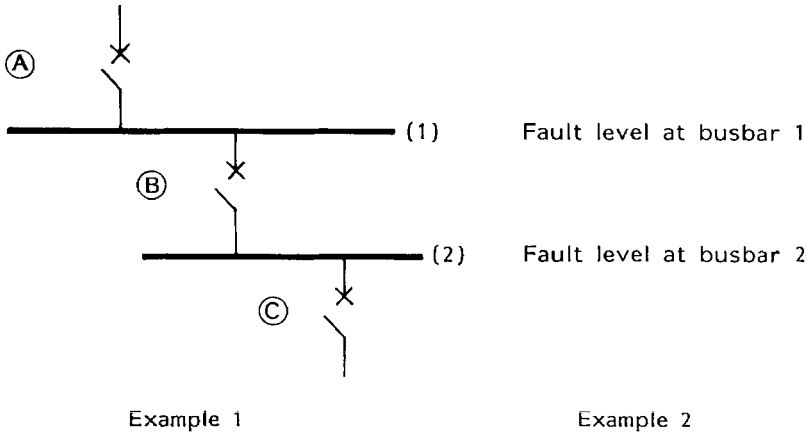 A
(1) Fault level at busbar 1
B
(2) Fault level at busbar 2
C
Example 1 Example 2